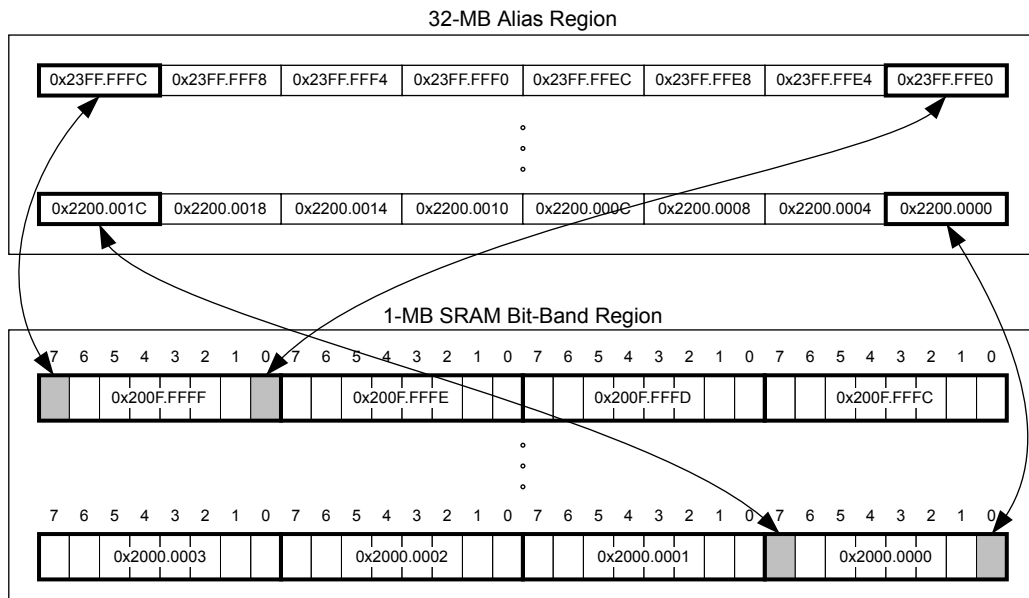 32-MB Alias Region
0x23FF.FFFC 0x23FF.FFF8 0x23FF.FFF4 0x23FF.FFF0 0x23FF.FFEC 0x23FF.FFE8 0x23FF.FFE4 0x23FF.FFE0
0x2200.001C 0x2200.0018 0x2200.0014 0x2200.0010 0x2200.000C 0x2200.0008 0x2200.0004 0x2200.0000
1-MB SRAM Bit-Band Region
7 6 5 4 3 2 1 0 7 6 5 4 3 2 1 0 7 6 5 4 3 2 1 0 7 6 5 4 3 2 1 0
0x200F.FFFF 0x200F.FFFE 0x200F.FFFD 0x200F.FFFC
7 6 5 4 3 2 1 0 7 6 5 4 3 2 1 0 7 6 5 4 3 2 1 0 7 6 5 4 3 2 1 0
0x2000.0003 0x2000.0002 0x2000.0001 0x2000.0000